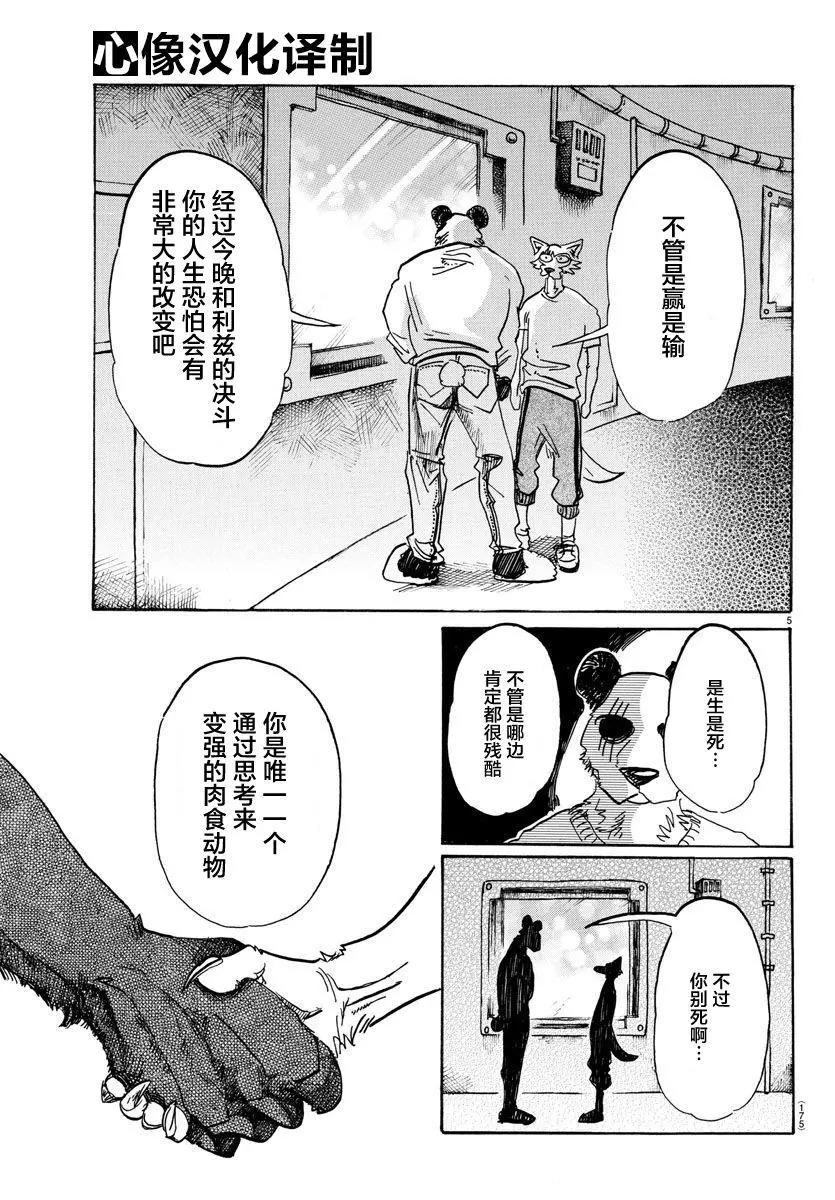 心像汉化译制
不管是赢是输
经过今晚和利兹的决斗
你的人生恐怕会有
非常大的改变吧
5
是生是死…
不管是哪边
肯定都很残酷
不过
你别死啊…
你是唯一一个
通过思考来
变强的肉食动物
(175)